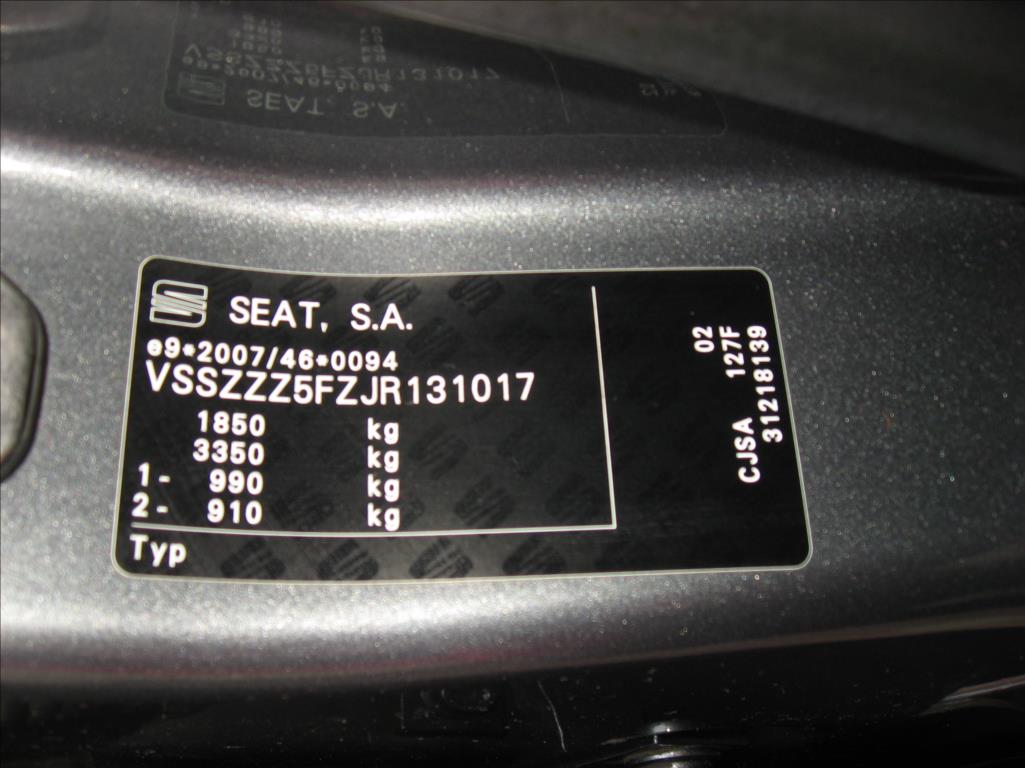 SEAT, S.A.
e9*2007/46*0094
VSSZZZ5FZJR131017
1850 kg
3350 kg
1- 990 kg
2- 910 kg
Typ
02
CJSA 127F
31218139